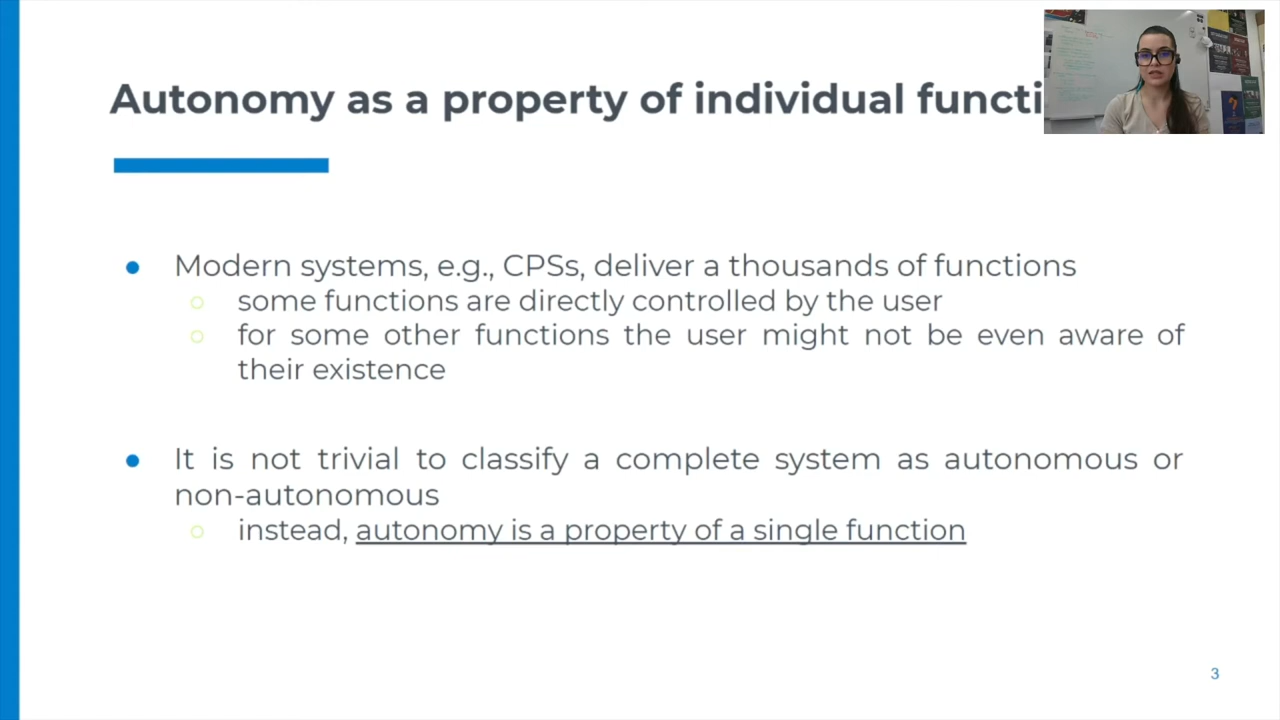 Autonomy as a property of individual functi
Modern systems, e.g., CPSs, deliver a thousands of functions
some functions are directly controlled by the user
for some other functions the user might not be even aware of
their existence
It is not trivial to classify a complete system as autonomous or
non-autonomous
instead, autonomy is a property of a single function
3